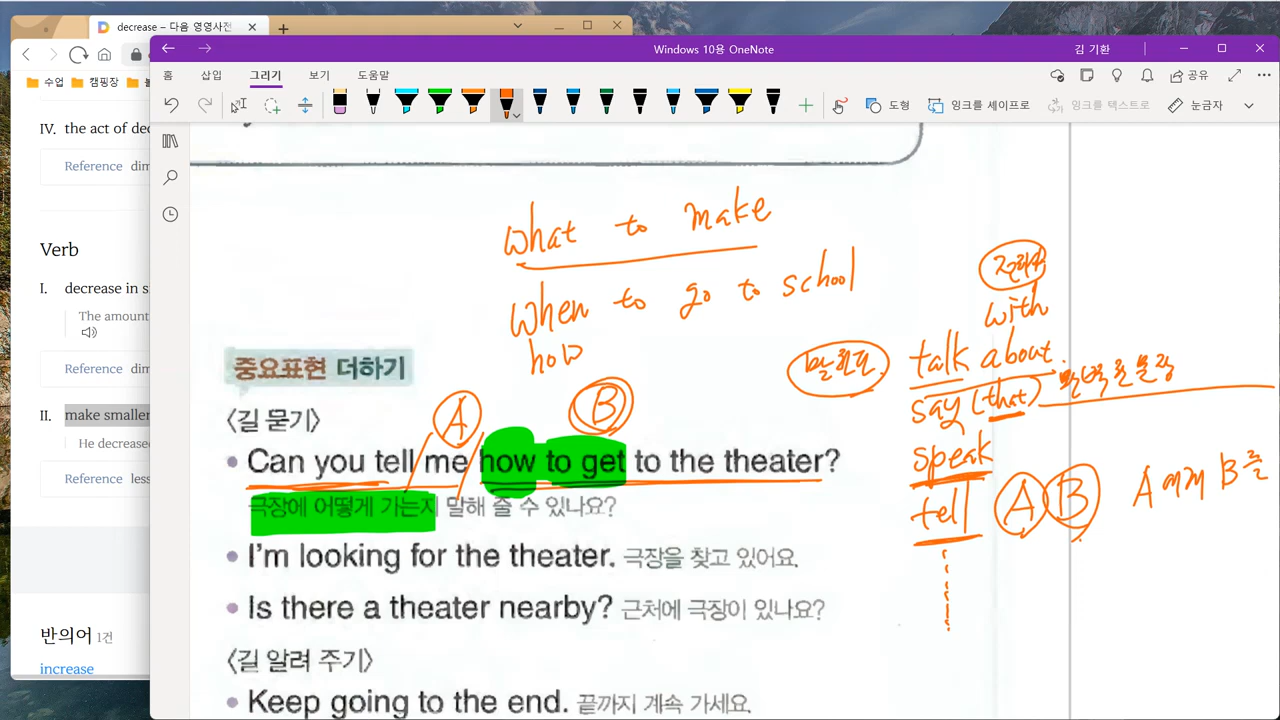 decrease – 다음 영영사전
수업 캠핑장
IV. the act of dec
Reference dim
Verb
I. decrease in s
The amount
Reference dim
II. make smaller
He decreased
Reference less
반의어 1건
increase
Windows 10용 OneNote
김 기환
홈 삽입 그리기 보기 도움말
공유
도형 잉크를 셰이프로 잉크를 텍스트로 눈금자
what to make
when to go to school
how
with
talk about
say (that)
speak
tell A B A에게 B를
중요표현 더하기
A B
<길 묻기>
• Can you tell me how to get to the theater?
극장에 어떻게 가는지 말해 줄 수 있나요?
• I'm looking for the theater. 극장을 찾고 있어요.
• Is there a theater nearby? 근처에 극장이 있나요?
<길 알려 주기>
• Keep going to the end. 끝까지 계속 가세요.